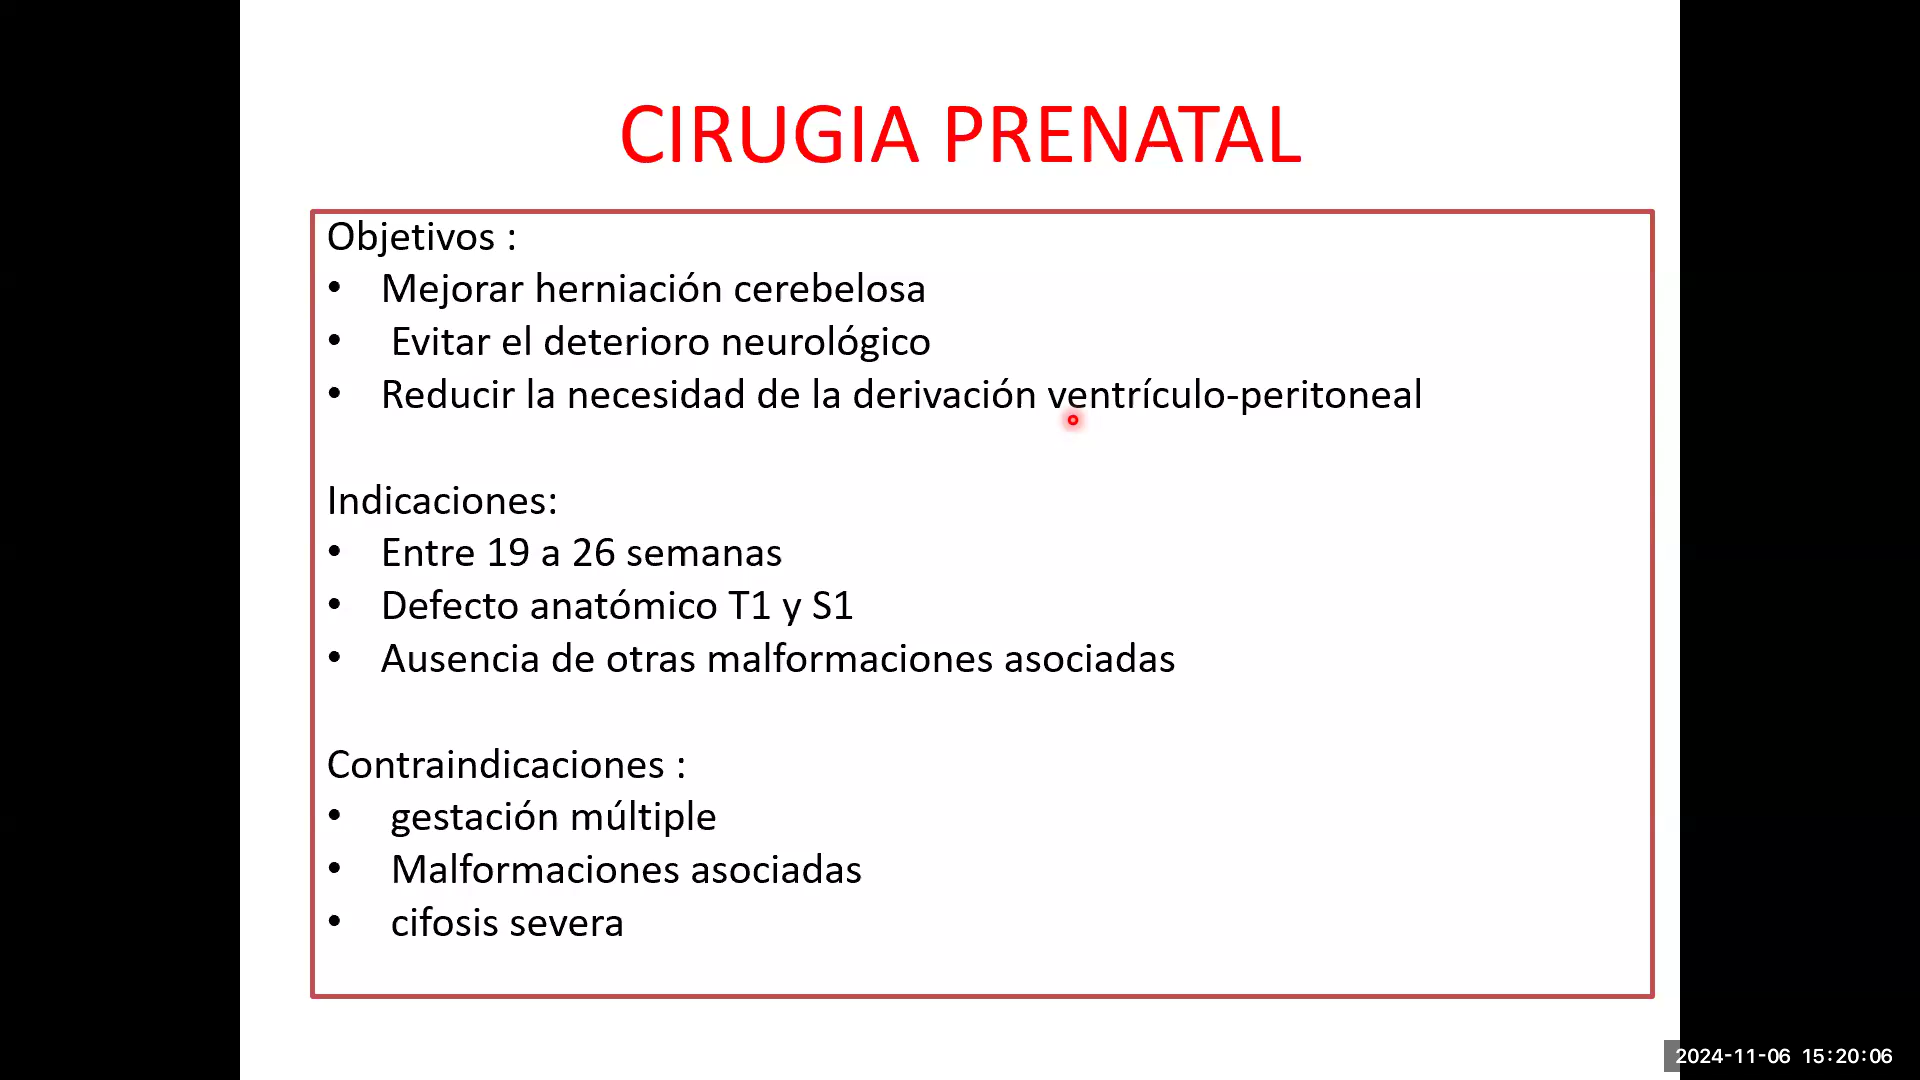 CIRUGIA PRENATAL
Objetivos :
• Mejorar herniación cerebelosa
• Evitar el deterioro neurológico
• Reducir la necesidad de la derivación ventrículo-peritoneal
Indicaciones:
• Entre 19 a 26 semanas
• Defecto anatómico T1 y S1
• Ausencia de otras malformaciones asociadas
Contraindicaciones :
• gestación múltiple
• Malformaciones asociadas
• cifosis severa
2024-11-06 15:20:06